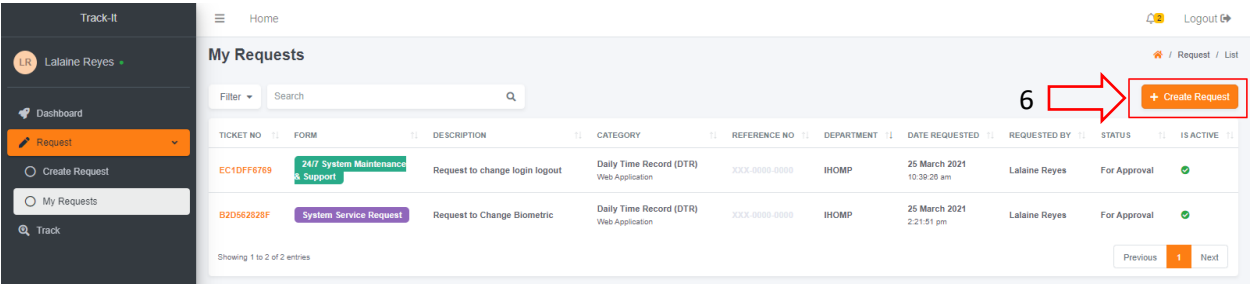 Track-It
Home
2
Logout
LR
Lalaine Reyes
My Requests
/ Request / List
Filter
Search
6
+ Create Request
Dashboard
Request
Create Request
My Requests
Track
TICKET NO FORM DESCRIPTION CATEGORY REFERENCE NO DEPARTMENT DATE REQUESTED REQUESTED BY STATUS IS ACTIVE
EC1DFF6769 24/7 System Maintenance & Support Request to change login logout Daily Time Record (DTR) Web Application XXX-0000-0000 IHOMP 25 March 2021 10:39:26 am Lalaine Reyes For Approval
B2D562828F System Service Request Request to Change Biometric Daily Time Record (DTR) Web Application XXX-0000-0000 IHOMP 25 March 2021 2:21:51 pm Lalaine Reyes For Approval
Showing 1 to 2 of 2 entries
Previous 1 Next